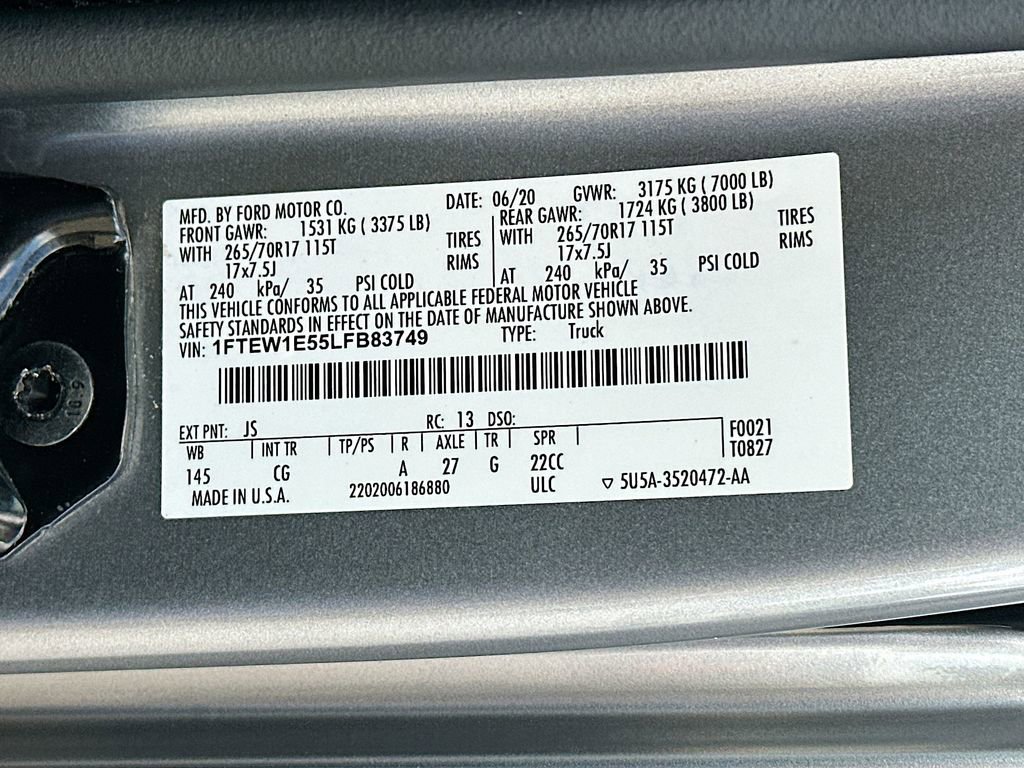 MFD. BY FORD MOTOR CO. DATE: 06/20 GVWR: 3175 KG ( 7000 LB)
FRONT GAWR: 1531 KG ( 3375 LB) REAR GAWR: 1724 KG ( 3800 LB)
WITH 265/70R17 115T TIRES WITH 265/70R17 115T TIRES
17x7.5J RIMS 17x7.5J RIMS
AT 240 kPa/ 35 PSI COLD AT 240 kPa/ 35 PSI COLD
THIS VEHICLE CONFORMS TO ALL APPLICABLE FEDERAL MOTOR VEHICLE
SAFETY STANDARDS IN EFFECT ON THE DATE OF MANUFACTURE SHOWN ABOVE.
VIN: 1FTEW1E55LFB83749 TYPE: Truck
EXT PNT: JS RC: 13 DSO:
WB INT TR TP/PS R AXLE TR SPR F0021
145 CG A 27 G 22CC T0827
MADE IN U.S.A. 2202006186880 ULC ▽ 5U5A-3520472-AA